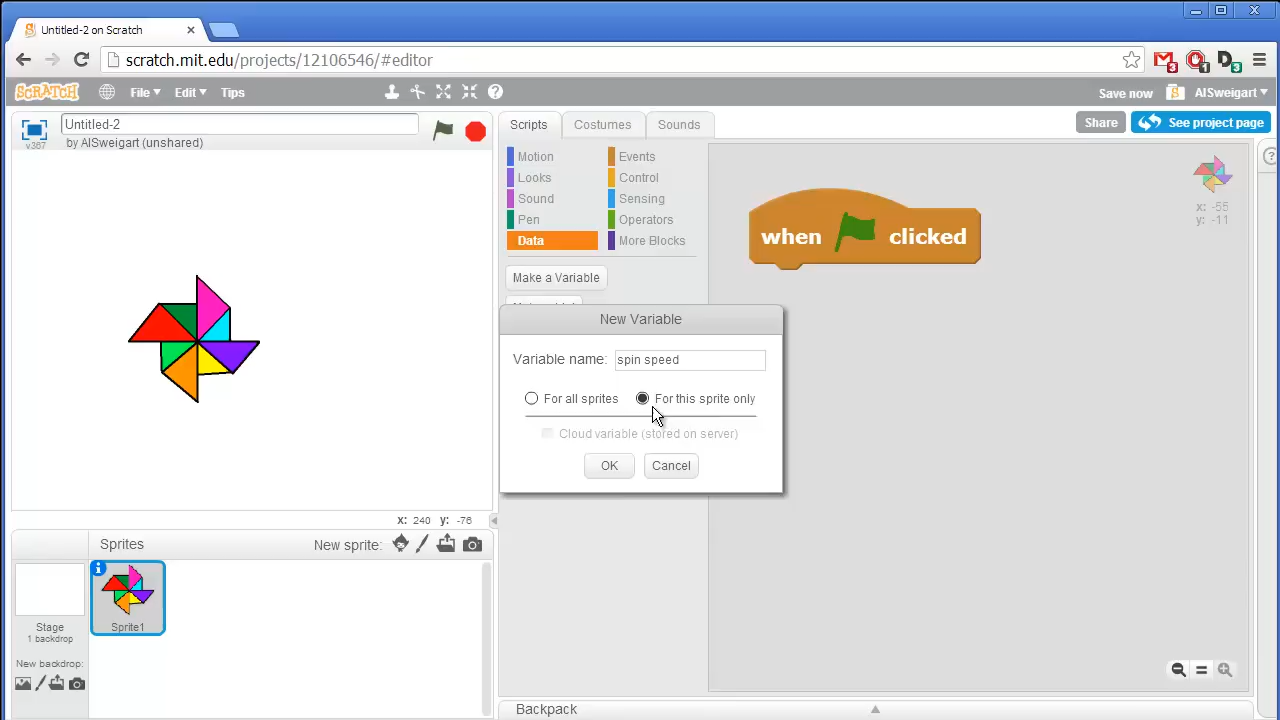 Untitled-2 on Scratch
scratch.mit.edu/projects/12106546/#editor
3
1
D
3
SCRATCH
File
Edit
Tips
Save now
S
AlSweigart
Untitled-2
by AlSweigart (unshared)
v387
Scripts
Costumes
Sounds
Share
See project page
Motion
Looks
Sound
Pen
Data
Events
Control
Sensing
Operators
More Blocks
Make a Variable
when clicked
x: -55
y: -11
New Variable
Variable name: spin speed
For all sprites
For this sprite only
Cloud variable (stored on server)
OK
Cancel
x: 240 y: -76
Sprites
New sprite:
Sprite1
Stage
1 backdrop
New backdrop:
Backpack